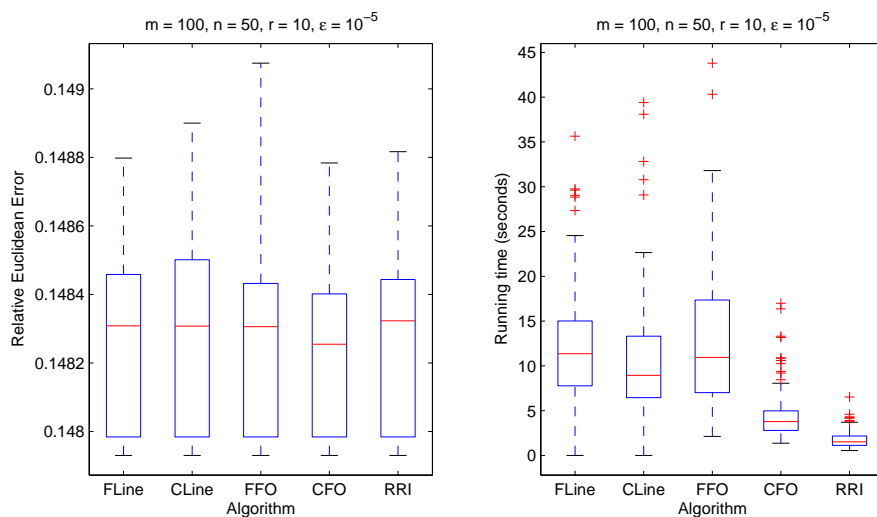 m = 100, n = 50, r = 10, ε = 10⁻⁵
Relative Euclidean Error
0.149
0.1488
0.1486
0.1484
0.1482
0.148
FLine CLine FFO CFO RRI
Algorithm
m = 100, n = 50, r = 10, ε = 10⁻⁵
Running time (seconds)
45
40
35
30
25
20
15
10
5
0
FLine CLine FFO CFO RRI
Algorithm